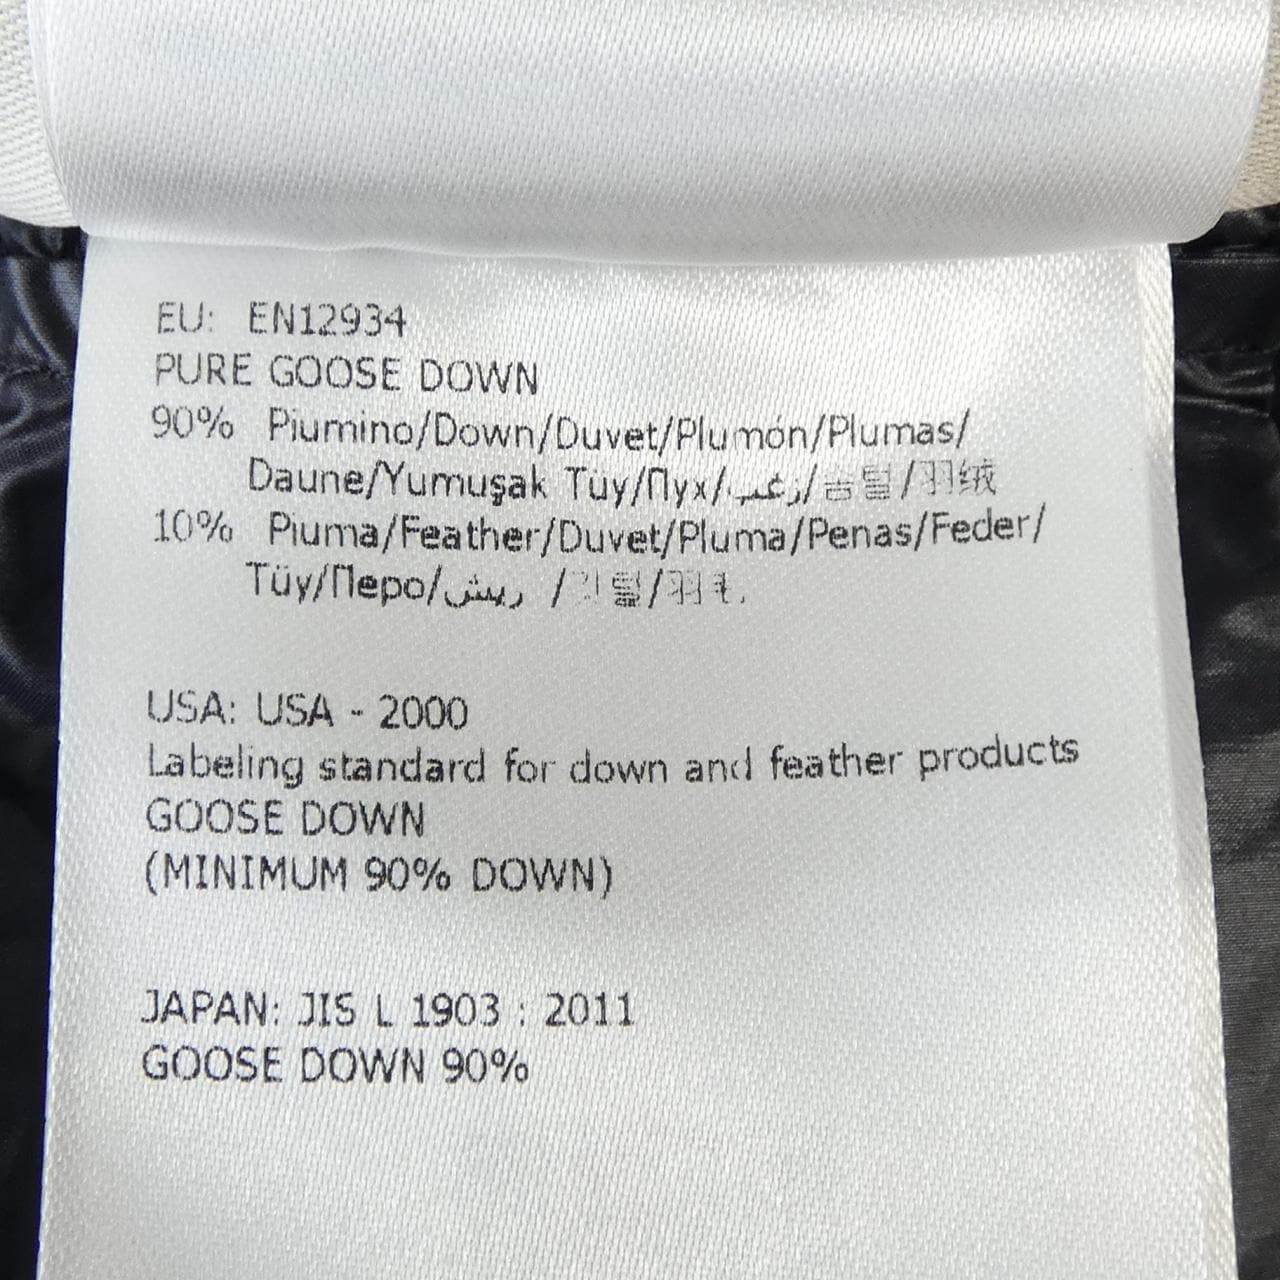 EU: EN12934
PURE GOOSE DOWN
90% Piumino/Down/Duvet/Plumón/Plumas/
Daune/Yumuşak Tüy/Пух/زغب/솜털/羽绒
10% Piuma/Feather/Duvet/Pluma/Penas/Feder/
Tüy/Перо/ريش /깃털/羽毛.
USA: USA - 2000
Labeling standard for down and feather products
GOOSE DOWN
(MINIMUM 90% DOWN)
JAPAN: JIS L 1903 : 2011
GOOSE DOWN 90%